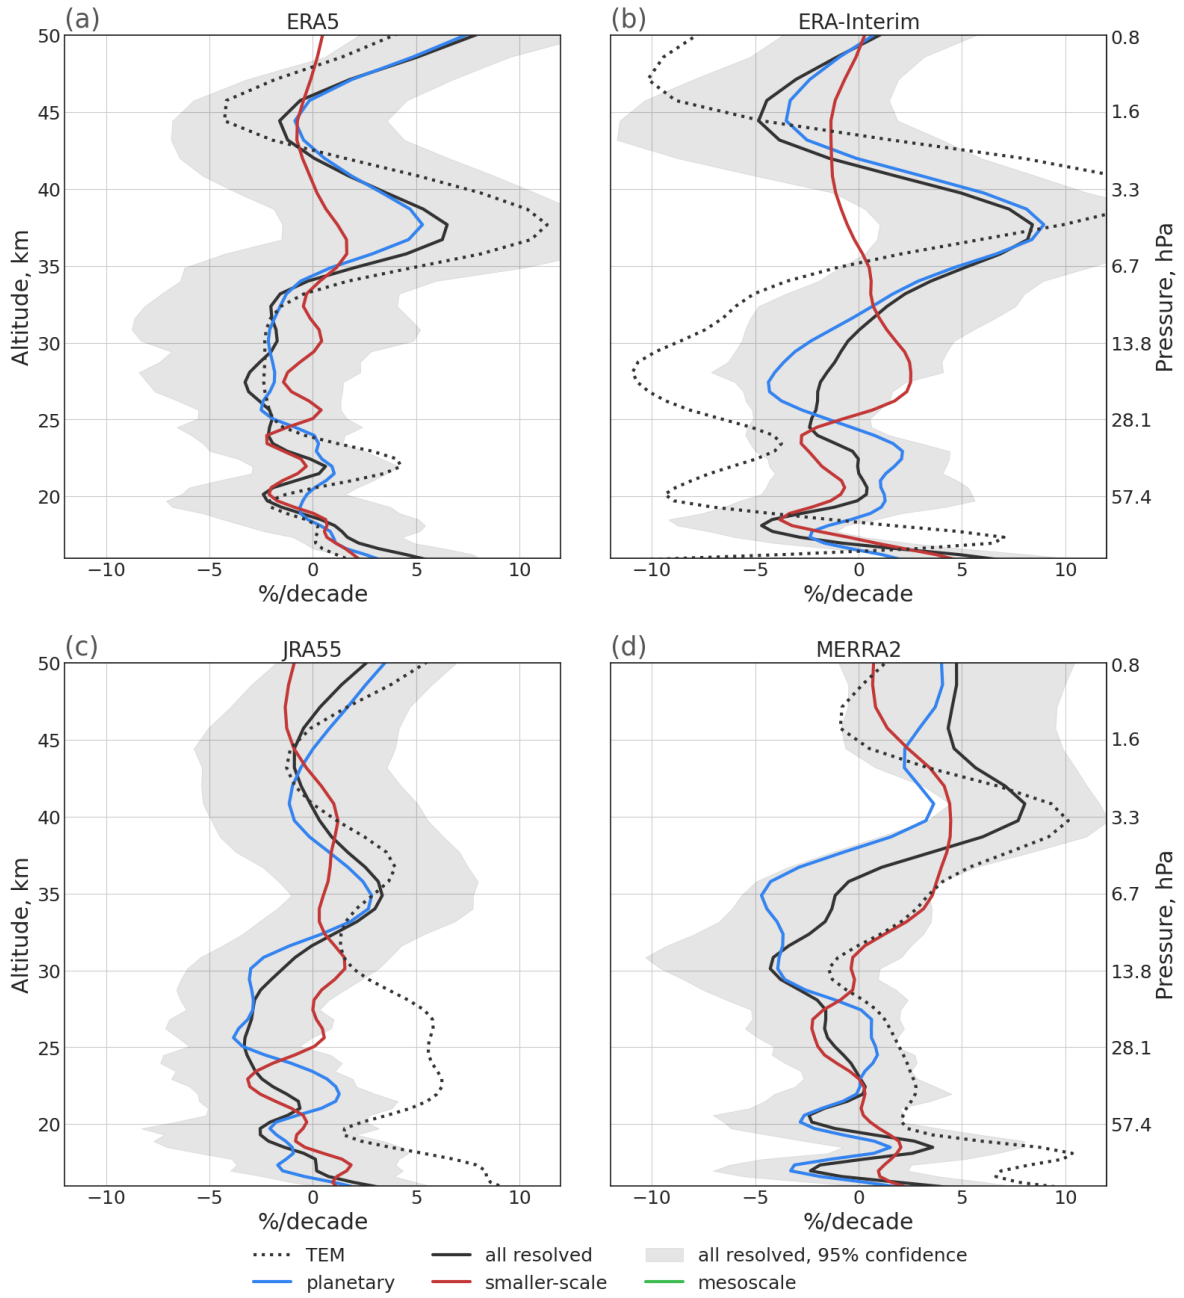 (a) ERA5
(b) ERA-Interim
50
45
40
35
30
25
20
Altitude, km
0.8
1.6
3.3
6.7
13.8
28.1
57.4
Pressure, hPa
−10 −5 0 5 10
%/decade
−10 −5 0 5 10
%/decade
(c) JRA55
(d) MERRA2
50
45
40
35
30
25
20
Altitude, km
0.8
1.6
3.3
6.7
13.8
28.1
57.4
Pressure, hPa
−10 −5 0 5 10
%/decade
−10 −5 0 5 10
%/decade
TEM all resolved all resolved, 95% confidence
planetary smaller-scale mesoscale